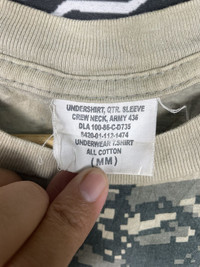 UNDERSHIRT, QTR. SLEEVE
CREW NECK, ARMY 434
DLA 100-86-C-0735
8420-01-112-1474
UNDERWEAR T-SHIRT
ALL COTTON
(MM)